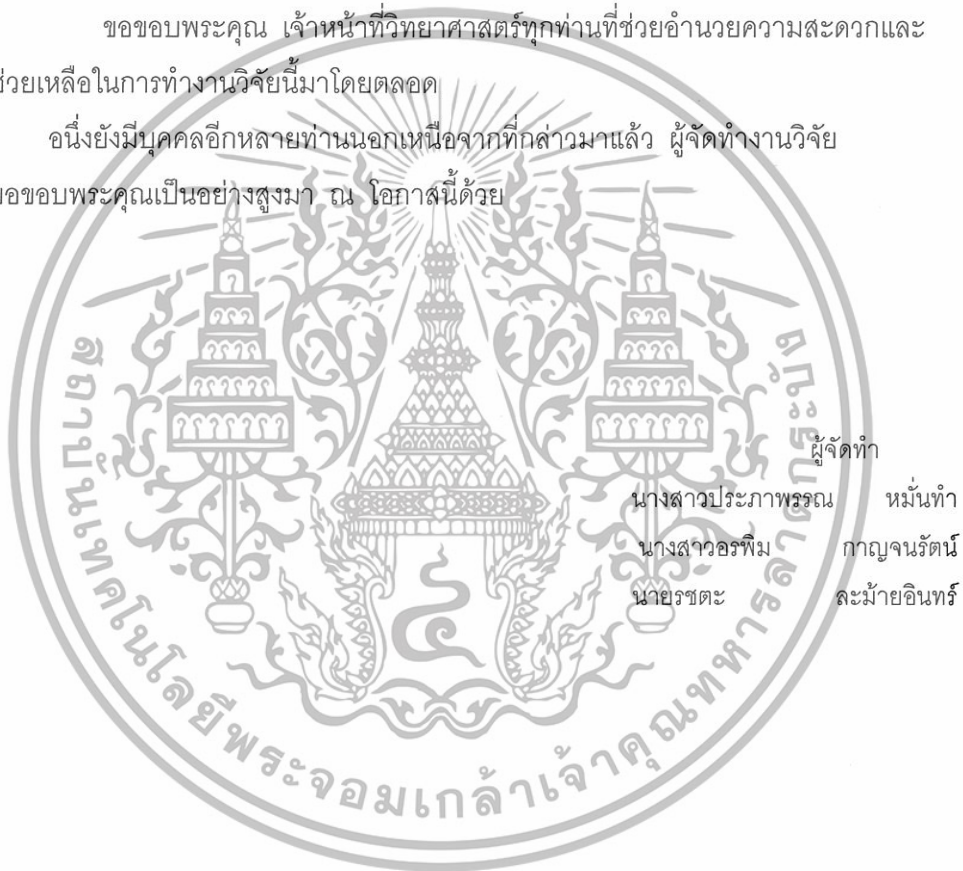 ขอขอบพระคุณ เจ้าหน้าที่วิทยาศาสตร์ทุกท่านที่ช่วยอำนวยความสะดวกและ
ช่วยเหลือในการทำงานวิจัยนี้มาโดยตลอด
อนึ่งยังมีบุคคลอีกหลายท่านนอกเหนือจากที่กล่าวมาแล้ว ผู้จัดทำงานวิจัย
ขอขอบพระคุณเป็นอย่างสูงมา ณ โอกาสนี้ด้วย
ผู้จัดทำ
นางสาวประภาพรรณ หมั่นทำ
นางสาวอรพิม กาญจนรัตน์
นายรชตะ ละม้ายอินทร์
สถาบันเทคโนโลยีพระจอมเกล้าเจ้าคุณทหารลาดกระบัง
๔